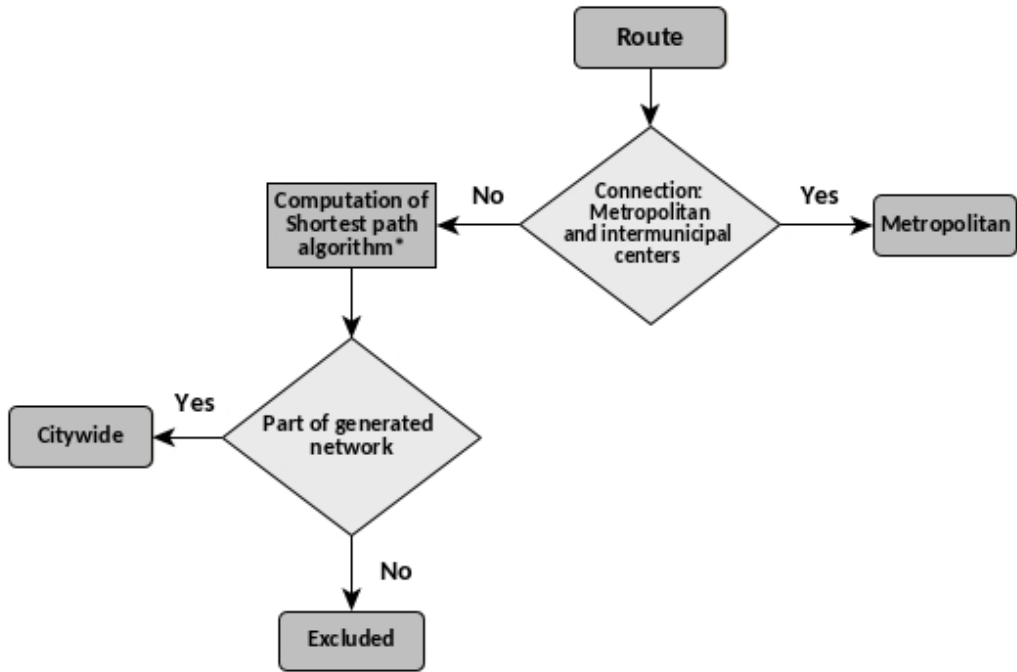 Route
Connection:
Metropolitan
and intermunicipal
centers
No
Yes
Computation of
Shortest path
algorithm*
Metropolitan
Yes
Part of generated
network
Citywide
No
Excluded